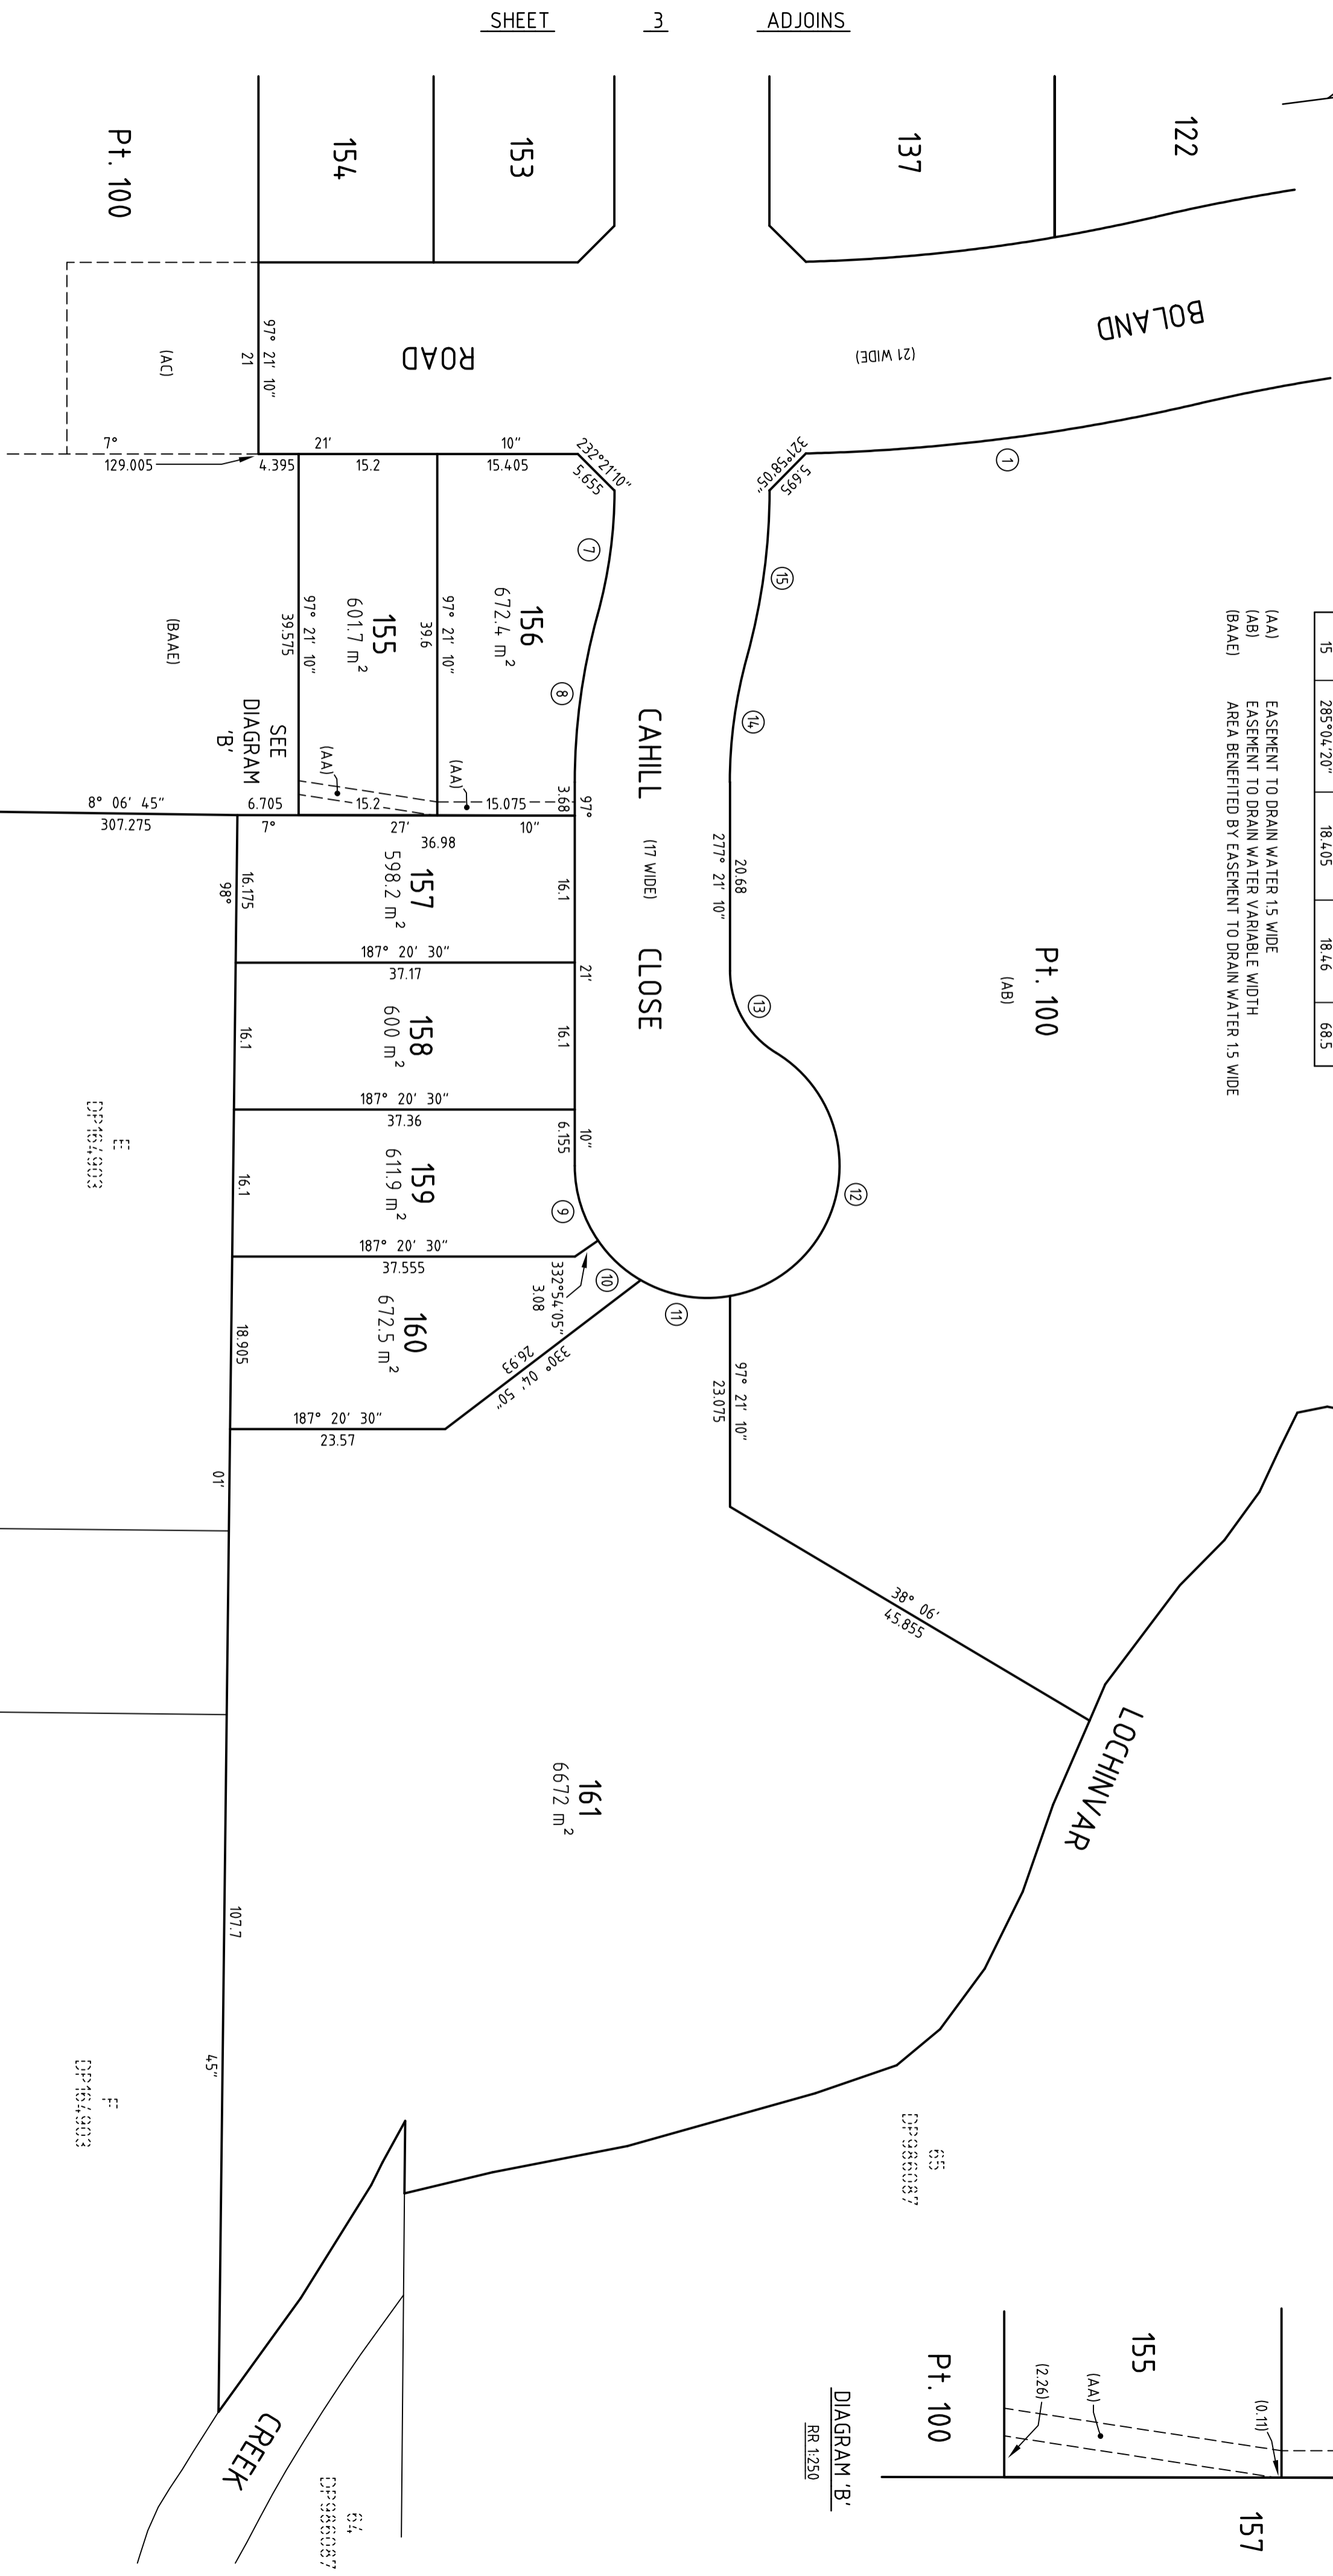 SHEET 3 ADJOINS
122
137
153
154
Pt. 100
BOLAND
(21 WIDE)
ROAD
97° 21' 10"
21
(AC)
7° 21' 10"
129.005
4.395
15.2
15.405
232°21'10"
5.655
321°58'05"
5.695
1
15
7
14
8
15 285°04'20" 18.405 18.46 68.5
(AA) EASEMENT TO DRAIN WATER 1.5 WIDE
(AB) EASEMENT TO DRAIN WATER VARIABLE WIDTH
(BAAE) AREA BENEFITED BY EASEMENT TO DRAIN WATER 1.5 WIDE
156
672.4 m²
97° 21' 10"
39.6
155
601.7 m²
97° 21' 10"
39.575
(BAAE)
SEE
DIAGRAM
'B'
(AA)
(AA)
8° 06' 45"
307.275
6.705
15.2
15.075
3.68
7° 27' 10"
36.98
CAHILL (17 WIDE) CLOSE
20.68
277° 21' 10"
97° 21' 10"
16.1
16.1
6.155
157
598.2 m²
187° 20' 30"
37.17
158
600 m²
187° 20' 30"
37.36
159
611.9 m²
187° 20' 30"
37.555
160
672.5 m²
187° 20' 30"
23.57
16.175
16.1
16.1
18.905
98° 01' 45"
107.7
13
12
9
10
11
332°54'05"
3.08
330° 04' 50"
26.93
Pt. 100
(AB)
97° 21' 10"
23.075
38° 06'
45.855
LOCHINVAR
161
6672 m²
E
DP164903
F
DP164903
65
DP986087
64
DP986087
CREEK
155
Pt. 100
(2.26)
(AA)
(0.11)
157
DIAGRAM 'B'
RR 1:250